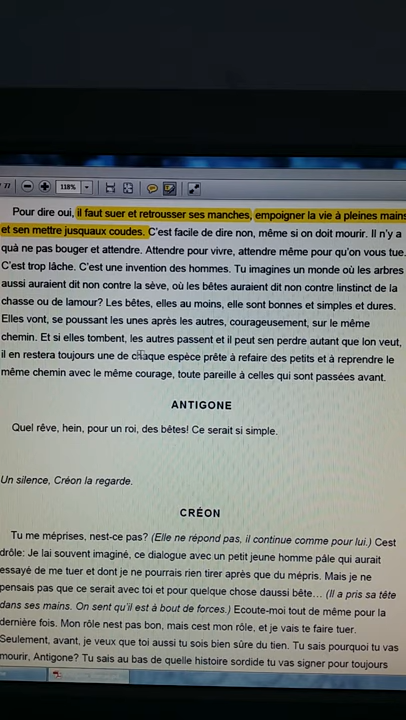 / 77
118%
Pour dire oui, il faut suer et retrousser ses manches, empoigner la vie à pleines mains
et sen mettre jusquaux coudes. C'est facile de dire non, même si on doit mourir. Il n'y a
quà ne pas bouger et attendre. Attendre pour vivre, attendre même pour qu'on vous tue.
C'est trop lâche. C'est une invention des hommes. Tu imagines un monde où les arbres
aussi auraient dit non contre la sève, où les bêtes auraient dit non contre linstinct de la
chasse ou de lamour? Les bêtes, elles au moins, elle sont bonnes et simples et dures.
Elles vont, se poussant les unes après les autres, courageusement, sur le même
chemin. Et si elles tombent, les autres passent et il peut sen perdre autant que lon veut,
il en restera toujours une de chaque espèce prête à refaire des petits et à reprendre le
même chemin avec le même courage, toute pareille à celles qui sont passées avant.
ANTIGONE
Quel rêve, hein, pour un roi, des bêtes! Ce serait si simple.
Un silence, Créon la regarde.
CRÉON
Tu me méprises, nest-ce pas? (Elle ne répond pas, il continue comme pour lui.) Cest
drôle: Je lai souvent imaginé, ce dialogue avec un petit jeune homme pâle qui aurait
essayé de me tuer et dont je ne pourrais rien tirer après que du mépris. Mais je ne
pensais pas que ce serait avec toi et pour quelque chose daussi bête… (Il a pris sa tête
dans ses mains. On sent qu'il est à bout de forces.) Ecoute-moi tout de même pour la
dernière fois. Mon rôle nest pas bon, mais cest mon rôle, et je vais te faire tuer.
Seulement, avant, je veux que toi aussi tu sois bien sûre du tien. Tu sais pourquoi tu vas
mourir, Antigone? Tu sais au bas de quelle histoire sordide tu vas signer pour toujours